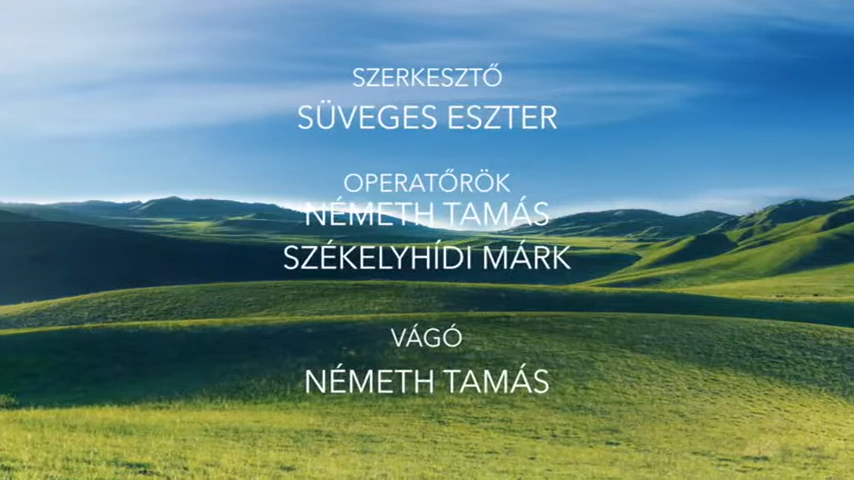 SZERKESZTŐ
SÜVEGES ESZTER
OPERATŐRÖK
NÉMETH TAMÁS
SZÉKELYHÍDI MÁRK
VÁGÓ
NÉMETH TAMÁS